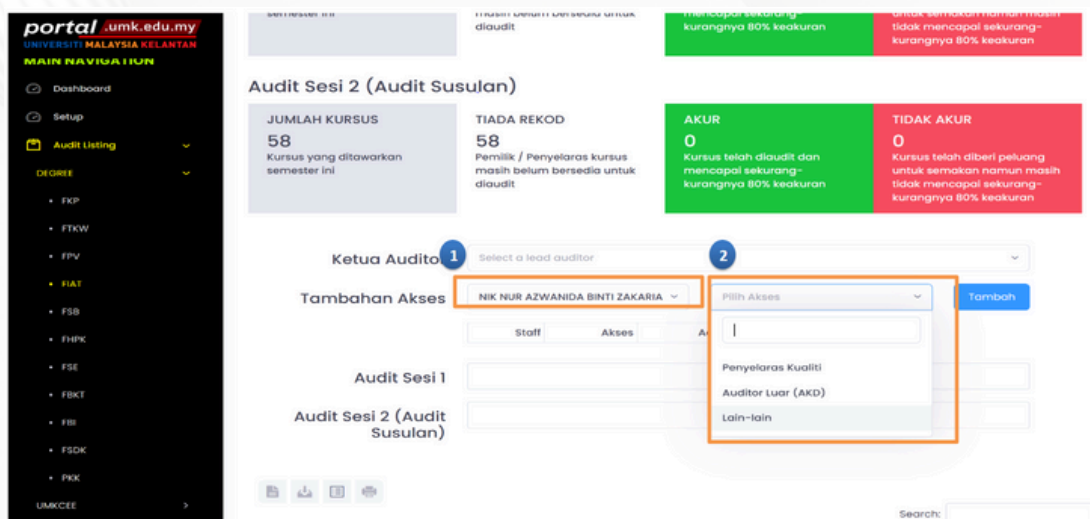 portal .umk.edu.my
UNIVERSITI MALAYSIA KELANTAN
MAIN NAVIGATION
Dashboard
Setup
Audit Listing
DEGREE
FKP
FTKW
FPV
FIAT
FSB
FHPK
FSE
FBKT
FBI
FSDK
PKK
UMKCEE
semester ini
masih belum bersedia untuk
diaudit
mencapai sekurang-
kurangnya 80% keakuran
untuk semakan namun masih
tidak mencapai sekurang-
kurangnya 80% keakuran
Audit Sesi 2 (Audit Susulan)
JUMLAH KURSUS
58
Kursus yang ditawarkan
semester ini
TIADA REKOD
58
Pemilik / Penyelaras kursus
masih belum bersedia untuk
diaudit
AKUR
0
Kursus telah diaudit dan
mencapai sekurang-
kurangnya 80% keakuran
TIDAK AKUR
0
Kursus telah diberi peluang
untuk semakan namun masih
tidak mencapai sekurang-
kurangnya 80% keakuran
Ketua Auditor
1
Select a lead auditor
2
Tambahan Akses
NIK NUR AZWANIDA BINTI ZAKARIA
Pilih Akses
Tambah
Staff Akses
Penyelaras Kualiti
Auditor Luar (AKD)
Lain-lain
Audit Sesi 1
Audit Sesi 2 (Audit
Susulan)
Search: